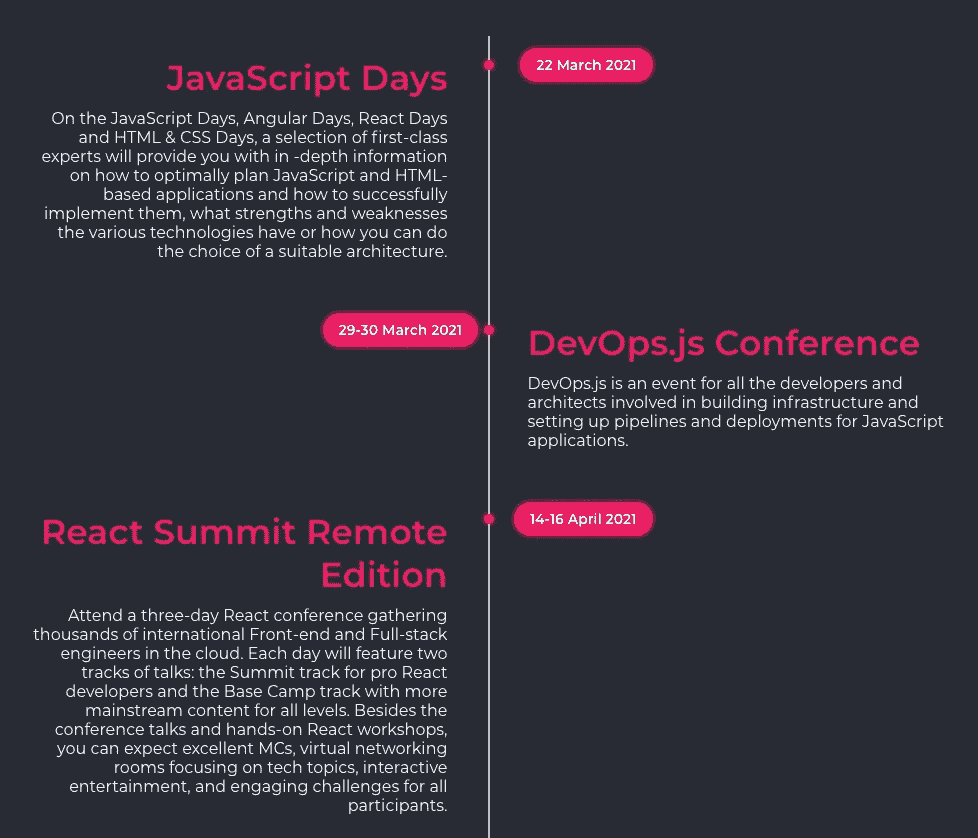 22 March 2021
JavaScript Days
On the JavaScript Days, Angular Days, React Days
and HTML & CSS Days, a selection of first-class
experts will provide you with in -depth information
on how to optimally plan JavaScript and HTML-
based applications and how to successfully
implement them, what strengths and weaknesses
the various technologies have or how you can do
the choice of a suitable architecture.
29-30 March 2021
DevOps.js Conference
DevOps.js is an event for all the developers and
architects involved in building infrastructure and
setting up pipelines and deployments for JavaScript
applications.
14-16 April 2021
React Summit Remote
Edition
Attend a three-day React conference gathering
thousands of international Front-end and Full-stack
engineers in the cloud. Each day will feature two
tracks of talks: the Summit track for pro React
developers and the Base Camp track with more
mainstream content for all levels. Besides the
conference talks and hands-on React workshops,
you can expect excellent MCs, virtual networking
rooms focusing on tech topics, interactive
entertainment, and engaging challenges for all
participants.